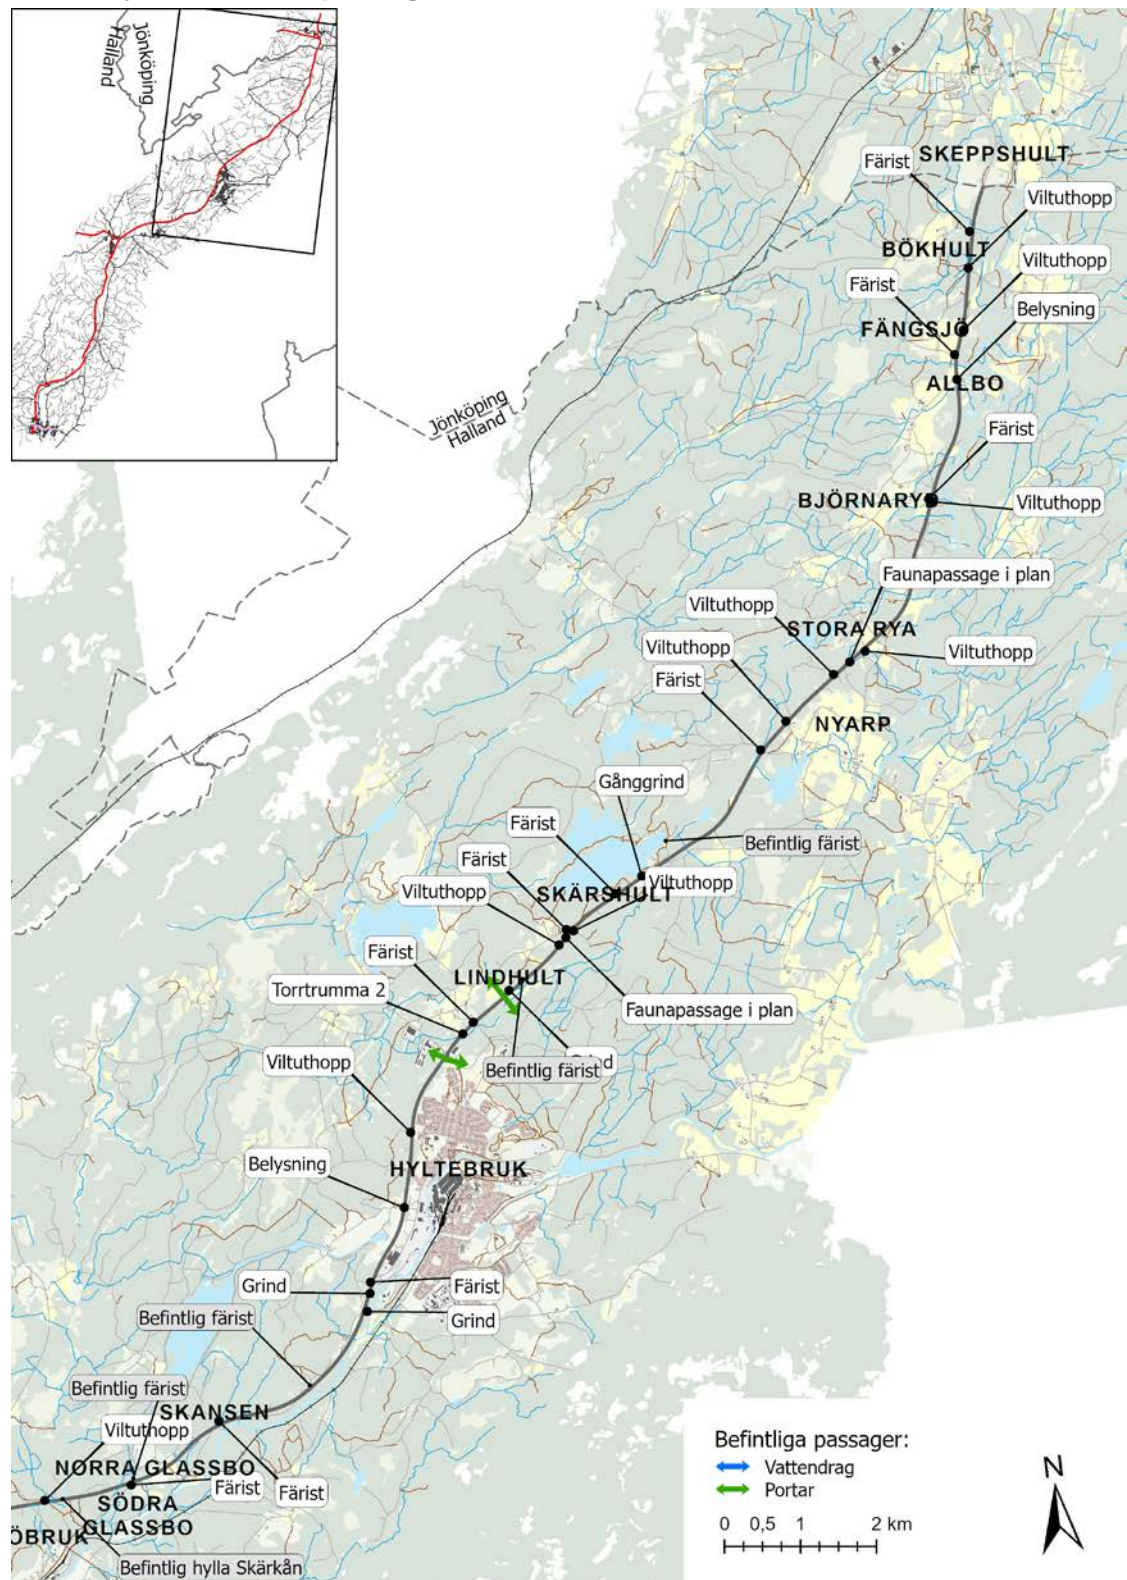 Jönköping
Halland
SKEPPSHULT
Färist
Viltuthopp
BÖKHULT
Viltuthopp
Färist
Belysning
FÄNGSJÖ
ALLBO
Jönköping
Halland
Färist
BJÖRNARY
Viltuthopp
Faunapassage i plan
Viltuthopp
STORA RYA
Viltuthopp
Viltuthopp
Färist
NYARP
Gånggrind
Färist
Befintlig färist
Färist
Viltuthopp
SKÄRSHULT
Viltuthopp
Färist
LINDHULT
Torrtrumma 2
Faunapassage i plan
Viltuthopp
Befintlig färist
Belysning
HYLTEBRUK
Grind
Färist
Befintlig färist
Grind
Befintlig färist
SKANSEN
Viltuthopp
NORRA GLASSBO
Färist
Färist
SÖDRA
GLASSBO
ÖBRUK
Befintlig hylla Skärkån
Befintliga passager:
Vattendrag
Portar
0 0,5 1 2 km
N